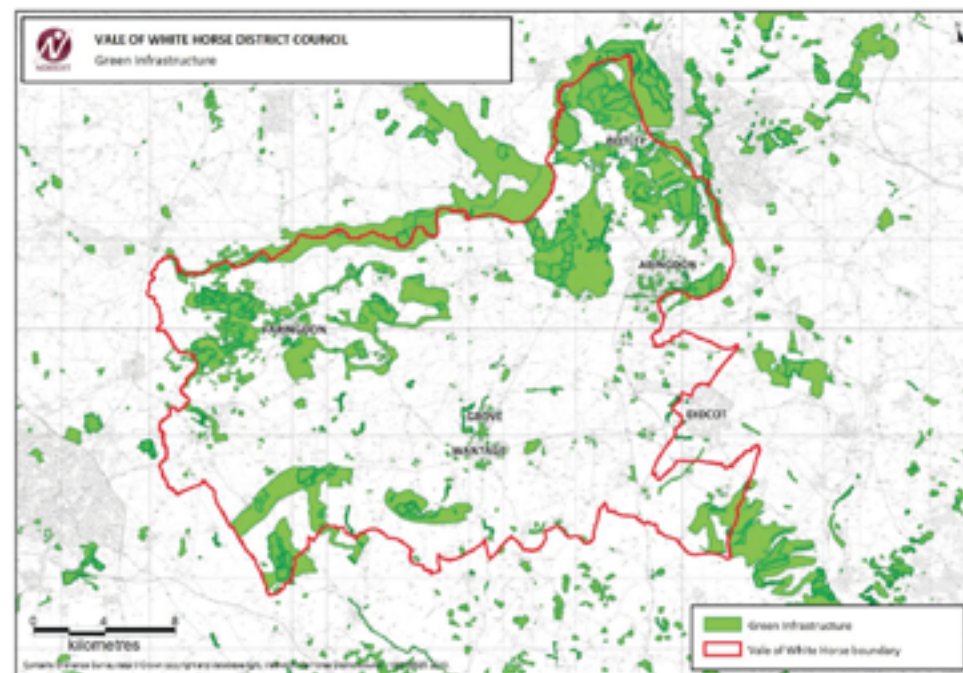 VALE OF WHITE HORSE DISTRICT COUNCIL
Green Infrastructure
BOTLEY
ABINGDON
FARINGDON
GROVE
DIDCOT
WANTAGE
0 4 8
kilometres
Green Infrastructure
Vale of White Horse boundary